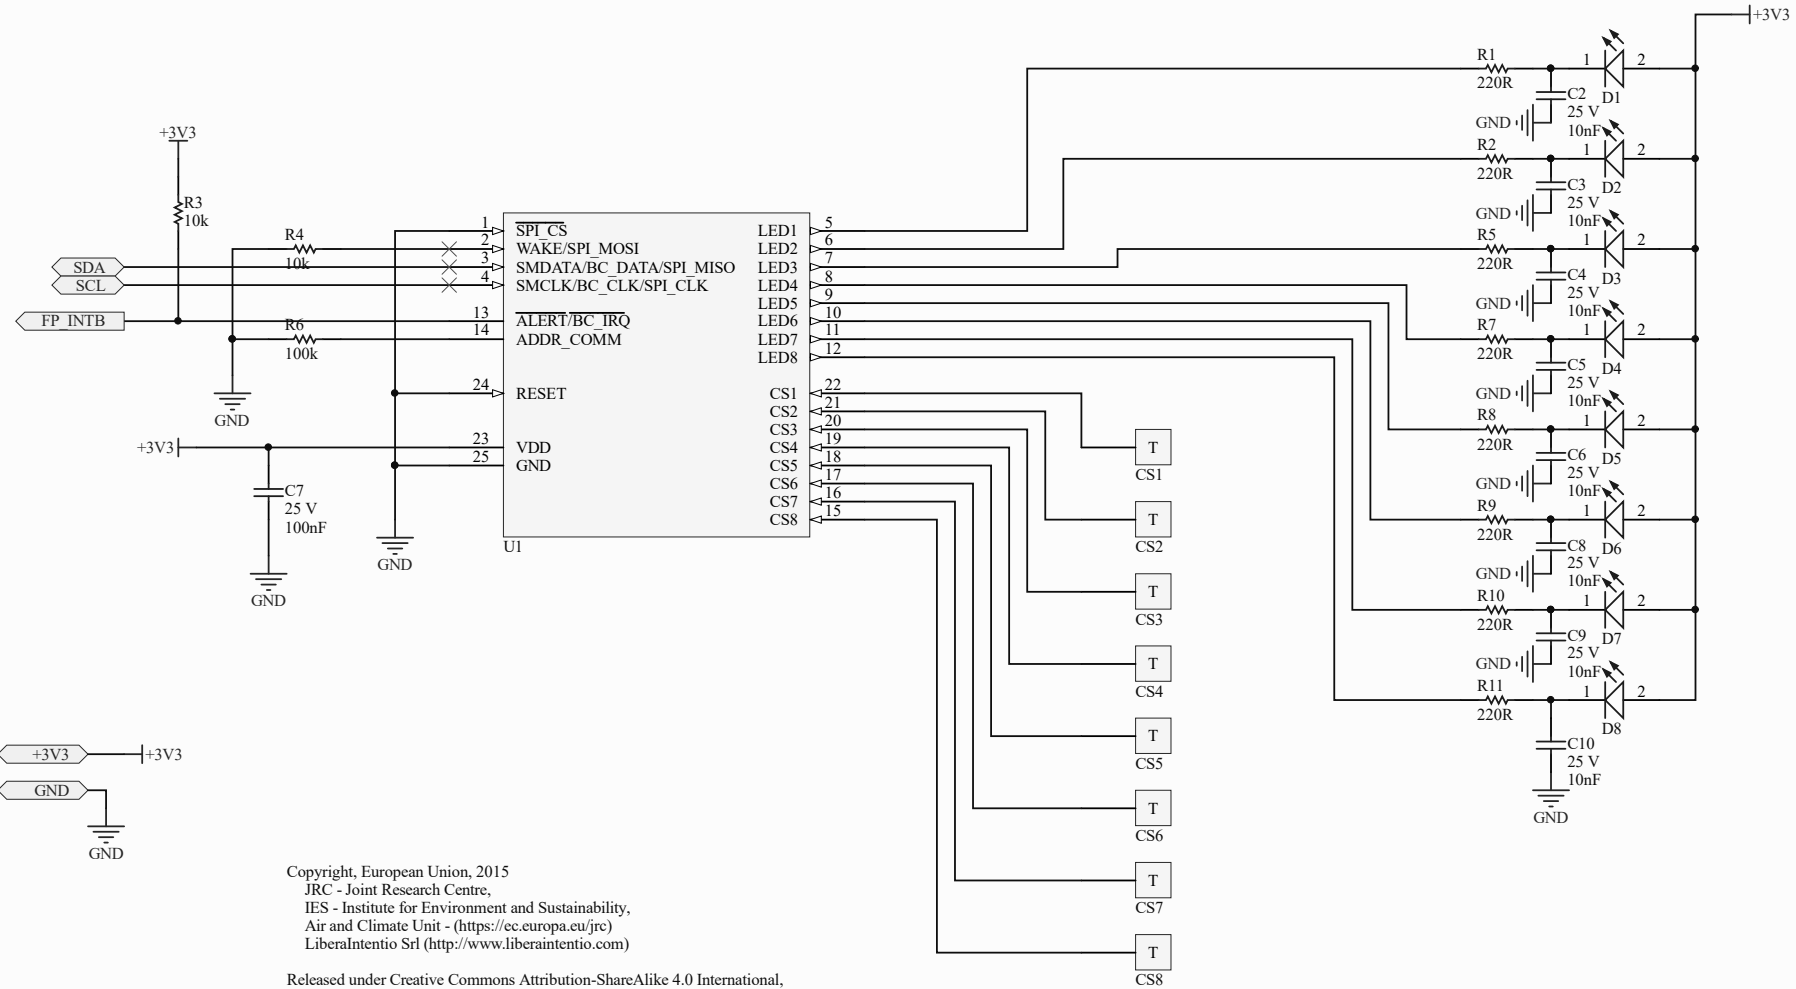 +3V3
R1
220R
1
2
D1
C2
25 V
10nF
GND
R2
220R
1
2
D2
C3
25 V
10nF
GND
R5
220R
1
2
D3
C4
25 V
10nF
GND
R7
220R
1
2
D4
C5
25 V
10nF
GND
R8
220R
1
2
D5
C6
25 V
10nF
GND
R9
220R
1
2
D6
C8
25 V
10nF
GND
R10
220R
1
2
D7
C9
25 V
10nF
GND
R11
220R
1
2
D8
C10
25 V
10nF
GND
+3V3
R3
10k
R4
10k
SDA
SCL
FP_INTB
R6
100k
GND
+3V3
C7
25 V
100nF
GND
GND
1 SPI_CS
2 WAKE/SPI_MOSI
3 SMDATA/BC_DATA/SPI_MISO
4 SMCLK/BC_CLK/SPI_CLK
13 ALERT/BC_IRQ
14 ADDR_COMM
24 RESET
23 VDD
25 GND
LED1 5
LED2 6
LED3 7
LED4 8
LED5 9
LED6 10
LED7 11
LED8 12
CS1 22
CS2 21
CS3 20
CS4 19
CS5 18
CS6 17
CS7 16
CS8 15
U1
T
CS1
T
CS2
T
CS3
T
CS4
T
CS5
T
CS6
T
CS7
T
CS8
+3V3 +3V3
GND
GND
Copyright, European Union, 2015
JRC - Joint Research Centre,
IES - Institute for Environment and Sustainability,
Air and Climate Unit - (https://ec.europa.eu/jrc)
LiberaIntentio Srl (http://www.liberaintentio.com)
Released under Creative Commons Attribution-ShareAlike 4.0 International,